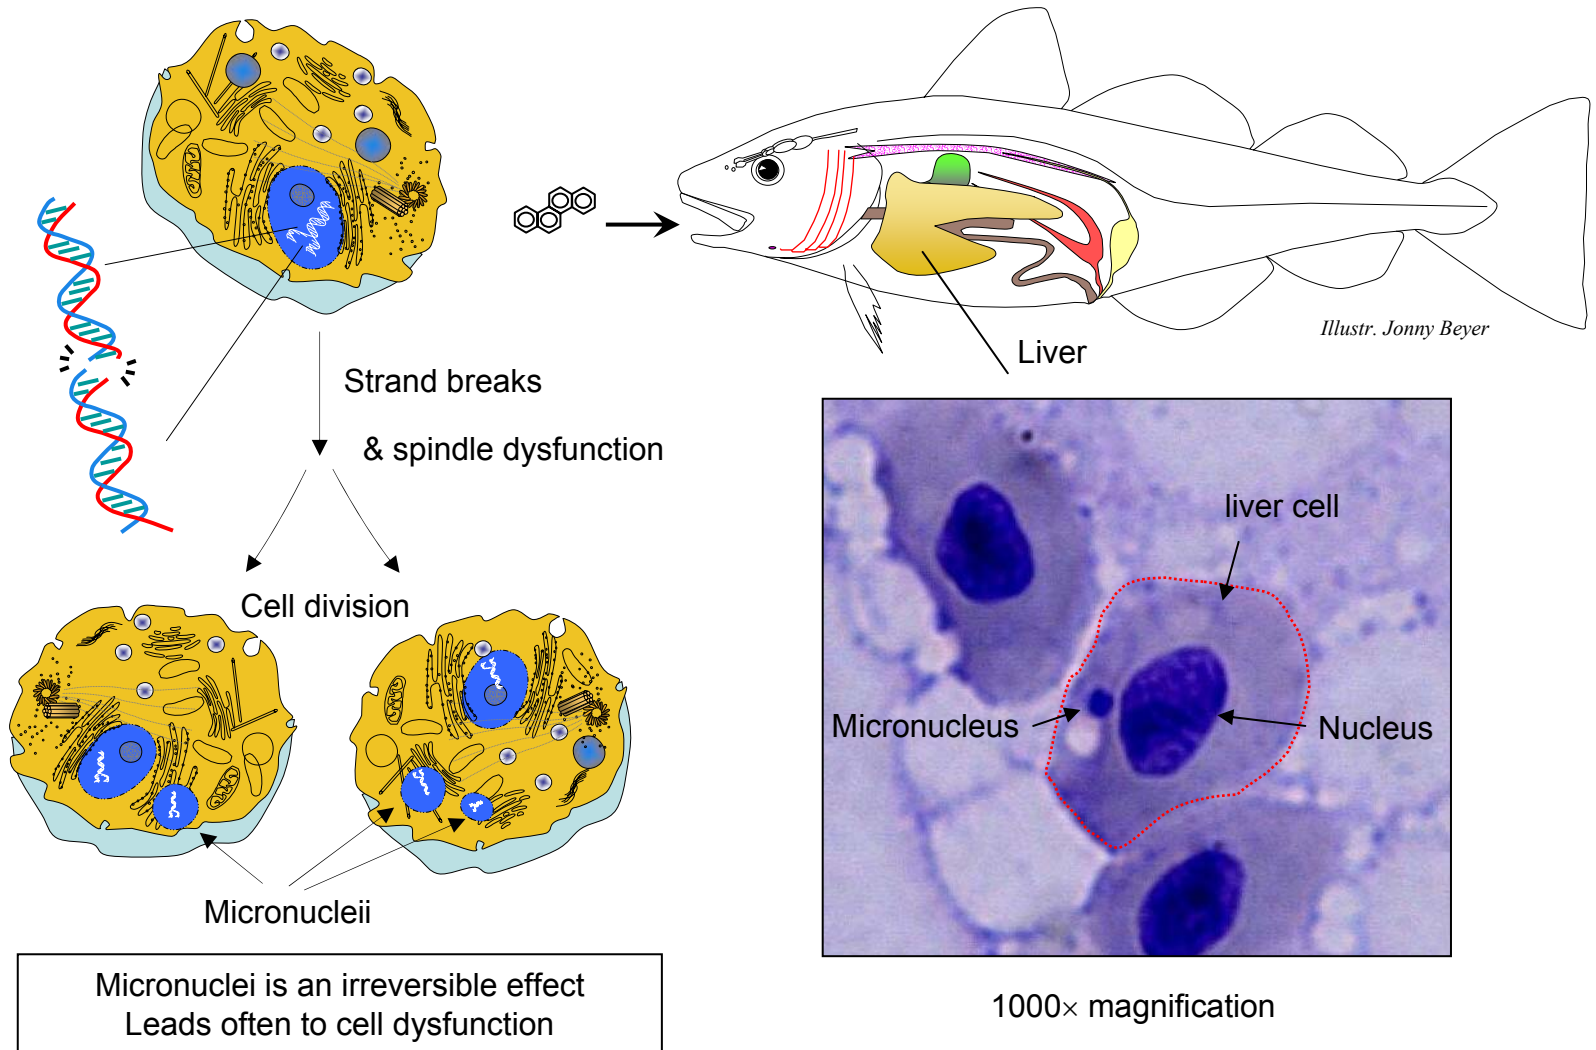 Illustr. Jonny Beyer
Liver
Strand breaks
& spindle dysfunction
liver cell
Cell division
Micronucleus
Nucleus
Micronucleii
Micronuclei is an irreversible effect
Leads often to cell dysfunction
1000× magnification